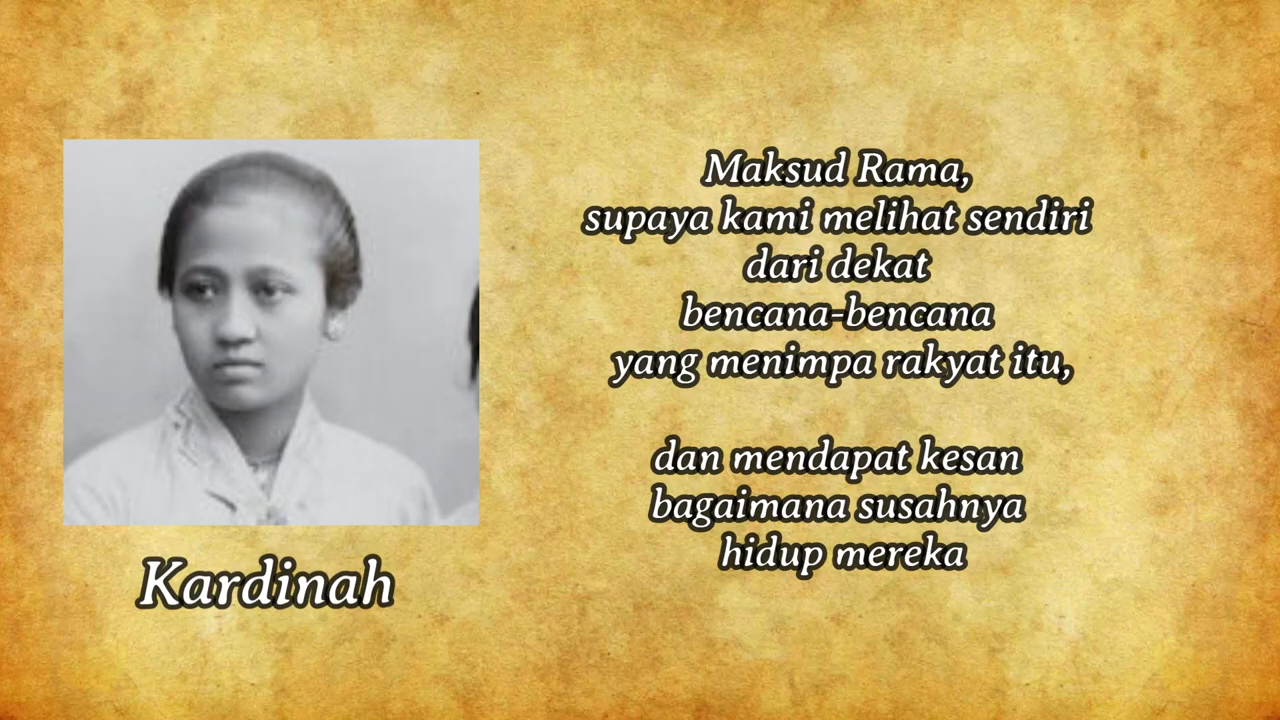 Maksud Rama,
supaya kami melihat sendiri
dari dekat
bencana-bencana
yang menimpa rakyat itu,
dan mendapat kesan
bagaimana susahnya
hidup mereka
Kardinah